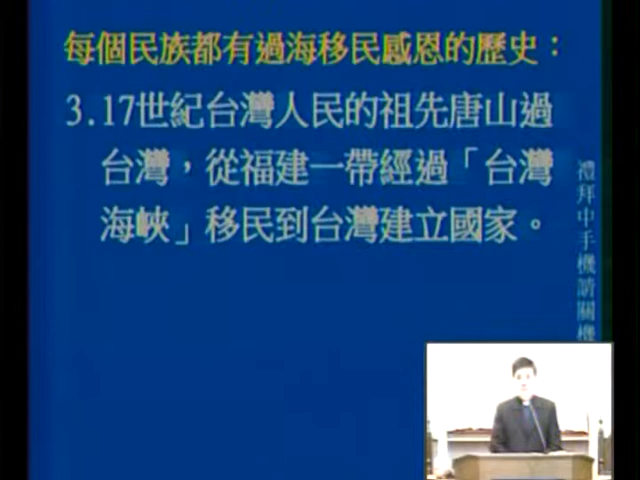 每個民族都有過海移民感恩的歷史：
3.17世紀台灣人民的祖先唐山過
台灣，從福建一帶經過「台灣
海峽」移民到台灣建立國家。
禮拜中手機請關機